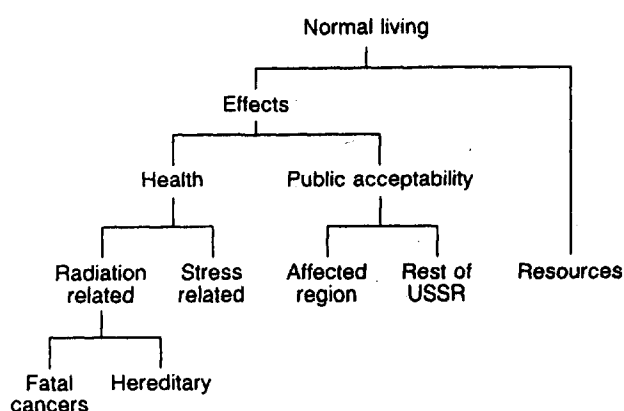 Normal living
Effects
Health
Public acceptability
Radiation
related
Stress
related
Affected
region
Rest of
USSR
Resources
Fatal
cancers
Hereditary